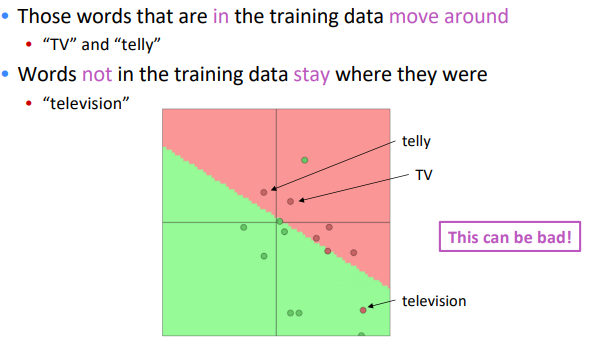 • Those words that are in the training data move around
• “TV” and “telly”
• Words not in the training data stay where they were
• “television”
telly
TV
This can be bad!
television